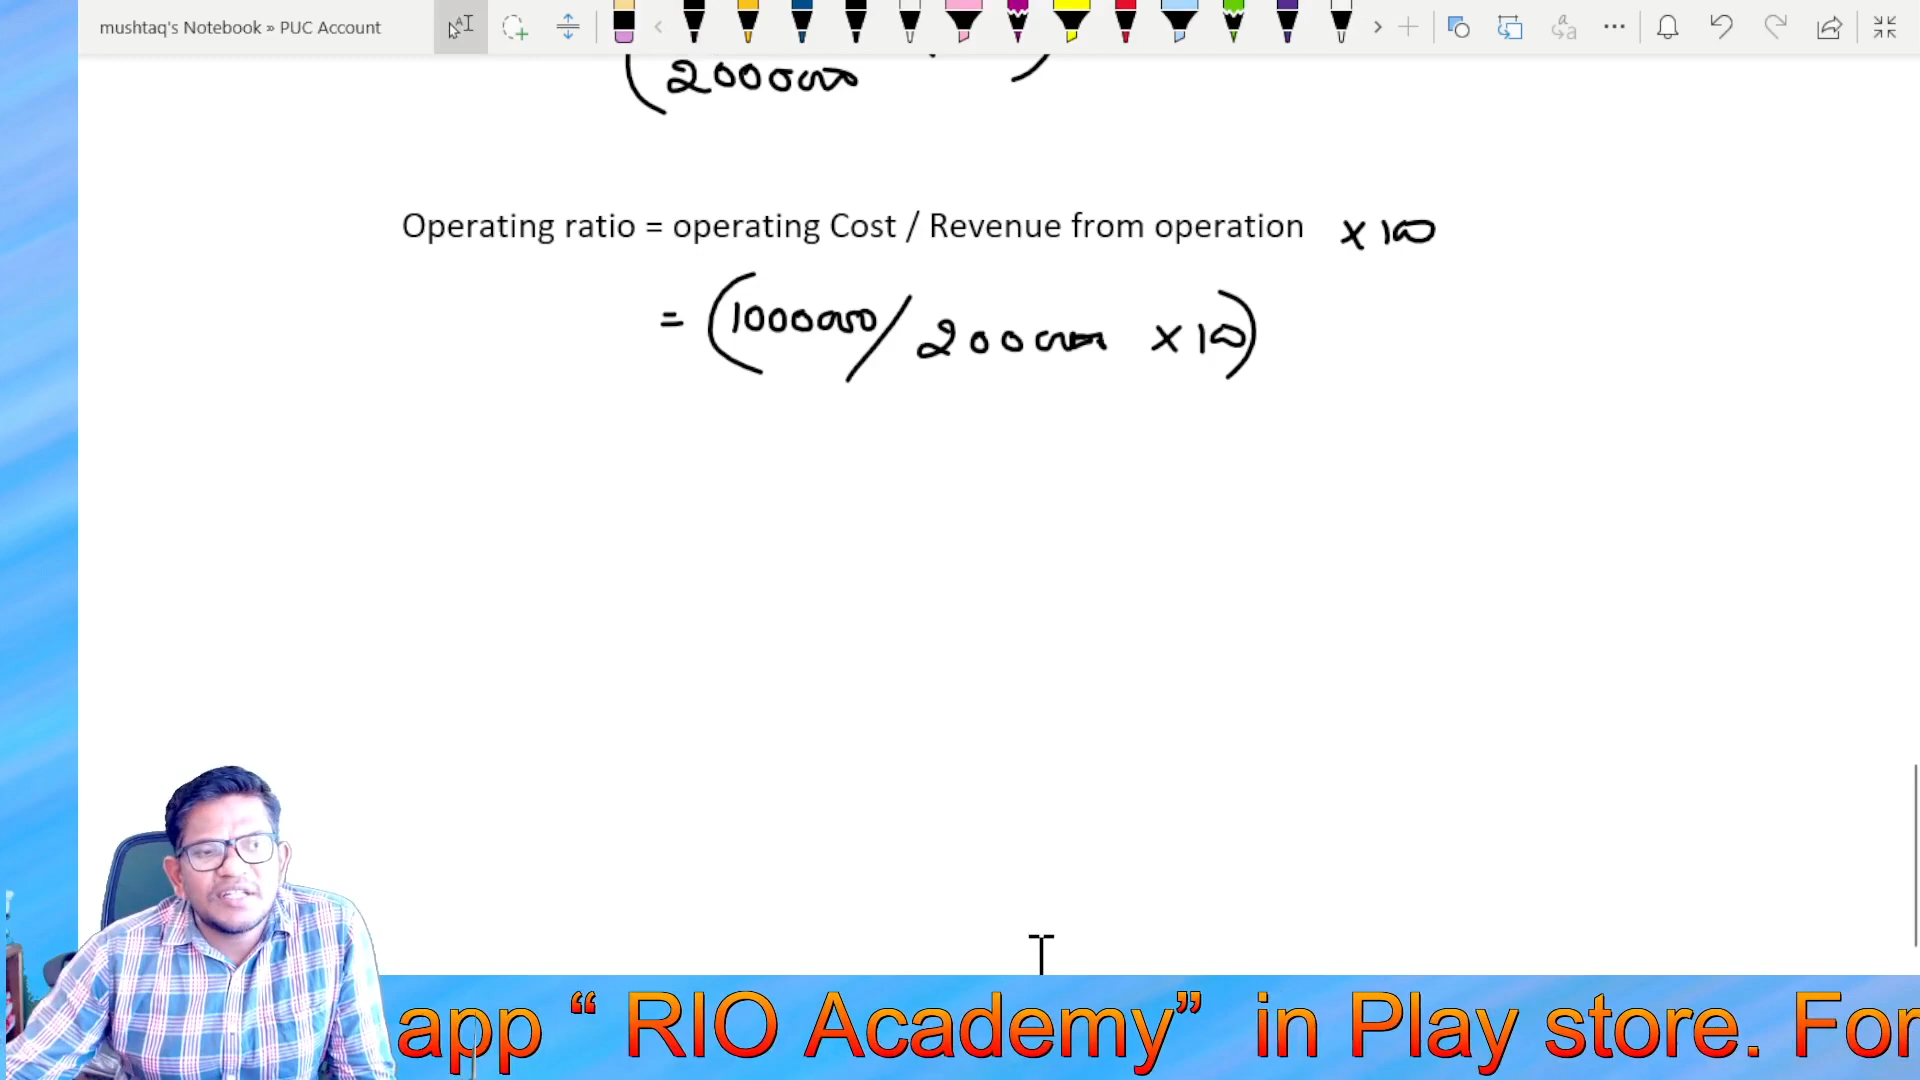 mushtaq's Notebook » PUC Account
(2000000 )
Operating ratio = operating Cost / Revenue from operation × 100
= (1000000/2000000 × 100)
app “ RIO Academy” in Play store. For